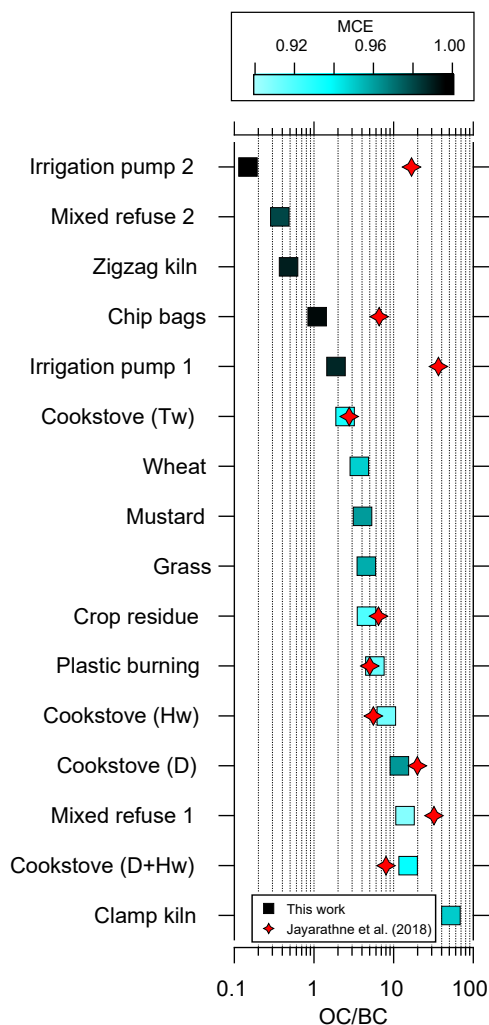 MCE
0.92 0.96 1.00
Irrigation pump 2
Mixed refuse 2
Zigzag kiln
Chip bags
Irrigation pump 1
Cookstove (Tw)
Wheat
Mustard
Grass
Crop residue
Plastic burning
Cookstove (Hw)
Cookstove (D)
Mixed refuse 1
Cookstove (D+Hw)
Clamp kiln
This work
Jayarathne et al. (2018)
0.1 1 10 100
OC/BC